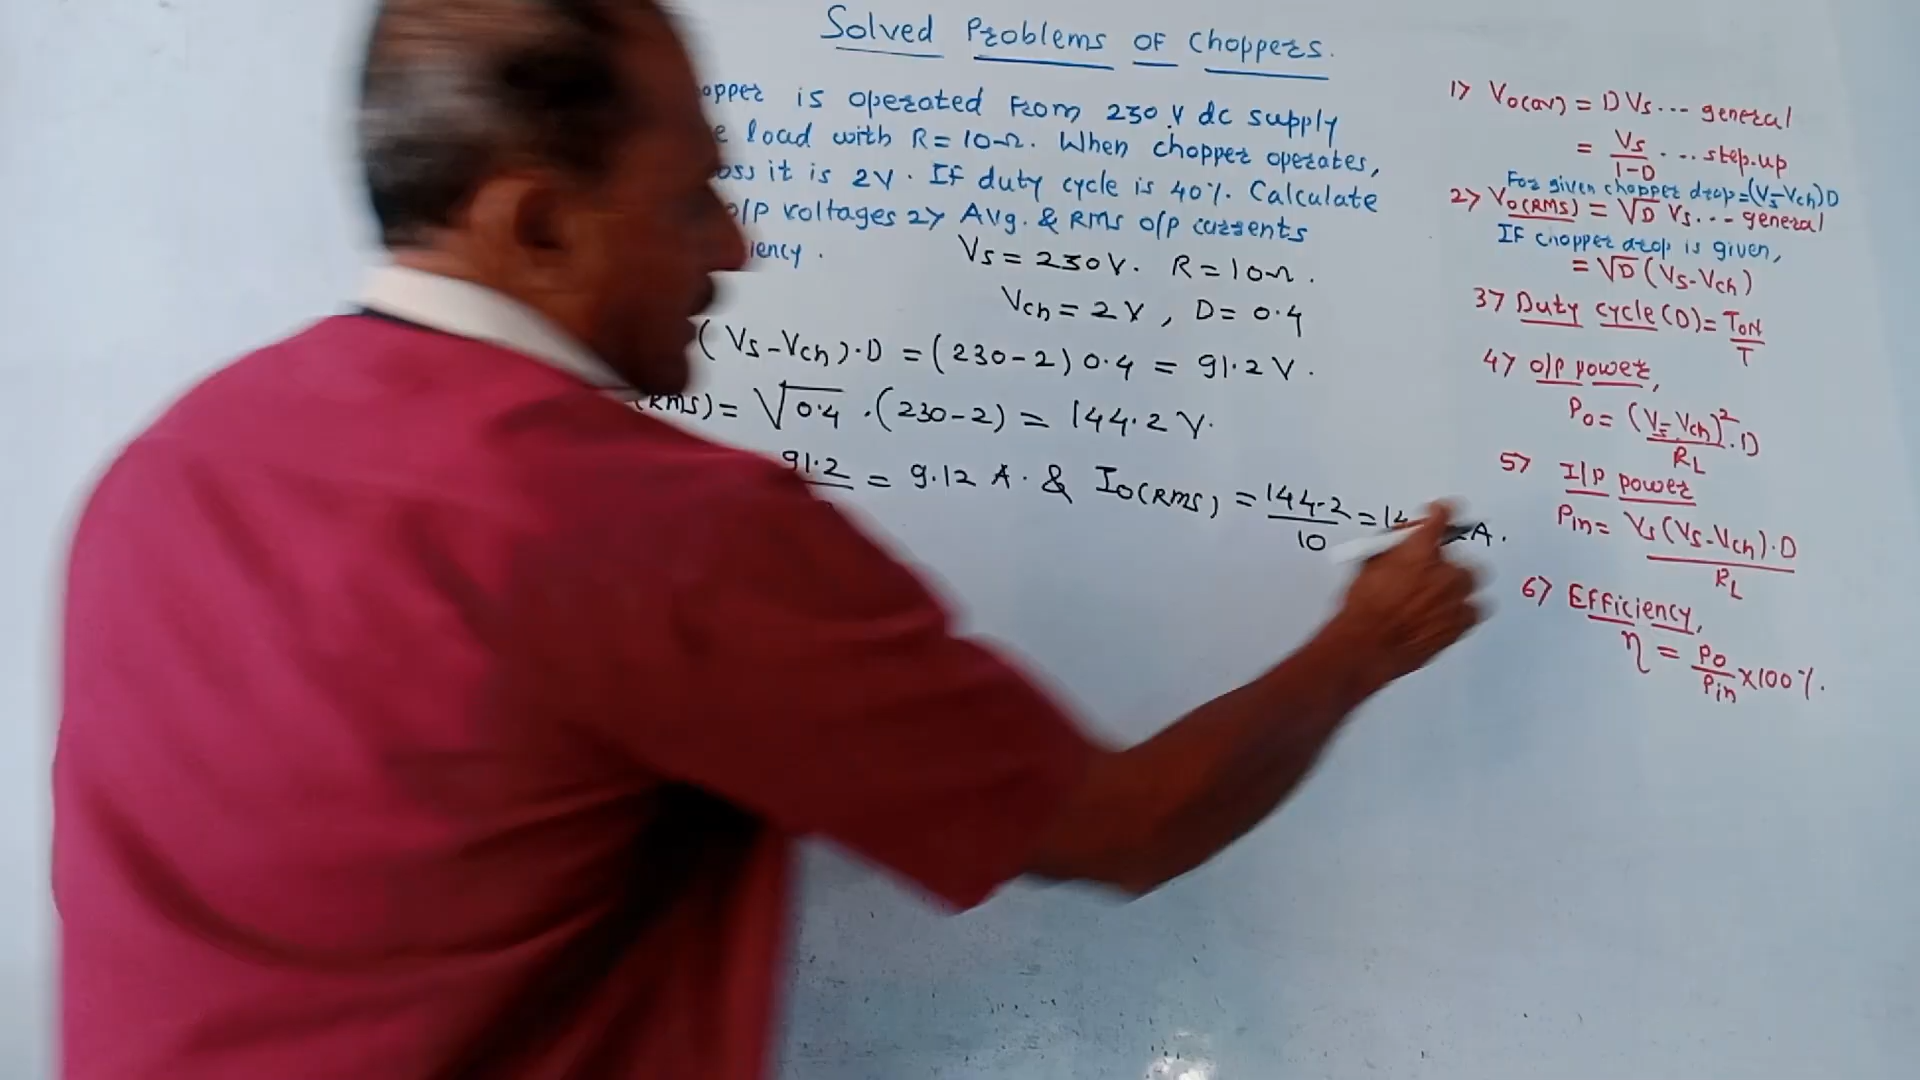 Solved Problems OF Choppers.
opper is operated From 230 V dc supply
e load with R = 10Ω. When chopper operates,
oss it is 2V. IF duty cycle is 40%. Calculate
o/p voltages 2> Avg. & RMS o/p currents
iency.
Vs = 230V. R = 10Ω.
Vch = 2 V, D = 0.4
(Vs - Vch).D = (230-2) 0.4 = 91.2 V.
(RMS) = √0.4 .(230-2) = 144.2 V.
91.2 = 9.12 A. & Io(RMS) = 144.2/10 = 14 A.
1> Vo(av) = D Vs ... general
= Vs/1-D ... step.up
For given chopper drop = (Vs-Vch)D
2> Vo(RMS) = √D Vs ... general
IF chopper drop is given,
= √D (Vs-Vch)
3> Duty cycle (D) = TON/T
4> o/p power,
Po = (Vs-Vch)²/RL .D
5> I/p power
Pin = Vs(Vs-Vch).D/RL
6> Efficiency,
η = Po/Pin x100%.